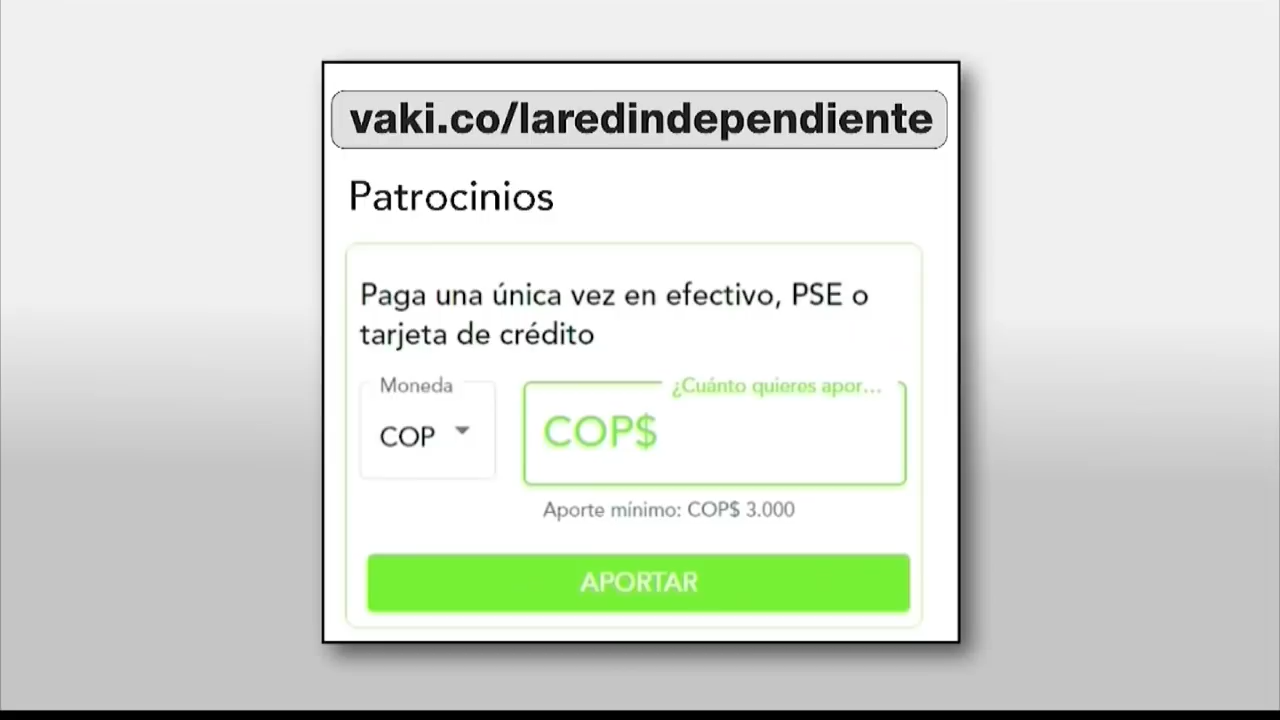 vaki.co/laredindependiente
Patrocinios
Paga una única vez en efectivo, PSE o
tarjeta de crédito
Moneda
¿Cuánto quieres apor...
COP
COP$
Aporte mínimo: COP$ 3.000
APORTAR